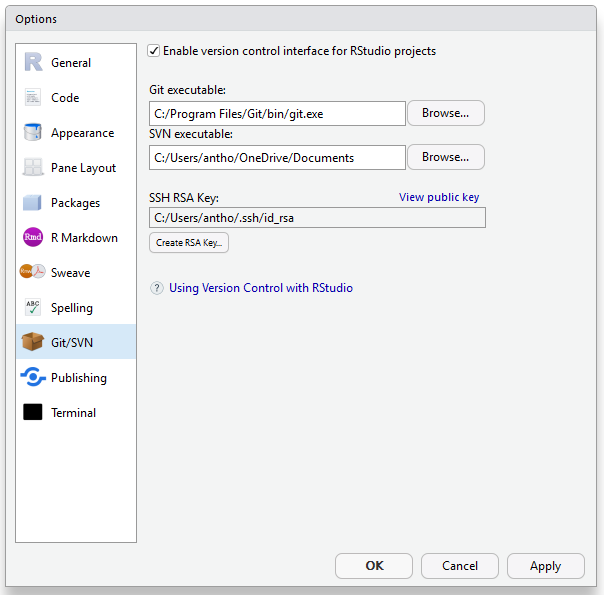 Options
General
Code
Appearance
Pane Layout
Packages
Rmd R Markdown
Rnw Sweave
ABC Spelling
Git/SVN
Publishing
Terminal
Enable version control interface for RStudio projects
Git executable:
C:/Program Files/Git/bin/git.exe Browse...
SVN executable:
C:/Users/antho/OneDrive/Documents Browse...
SSH RSA Key: View public key
C:/Users/antho/.ssh/id_rsa
Create RSA Key...
? Using Version Control with RStudio
OK Cancel Apply